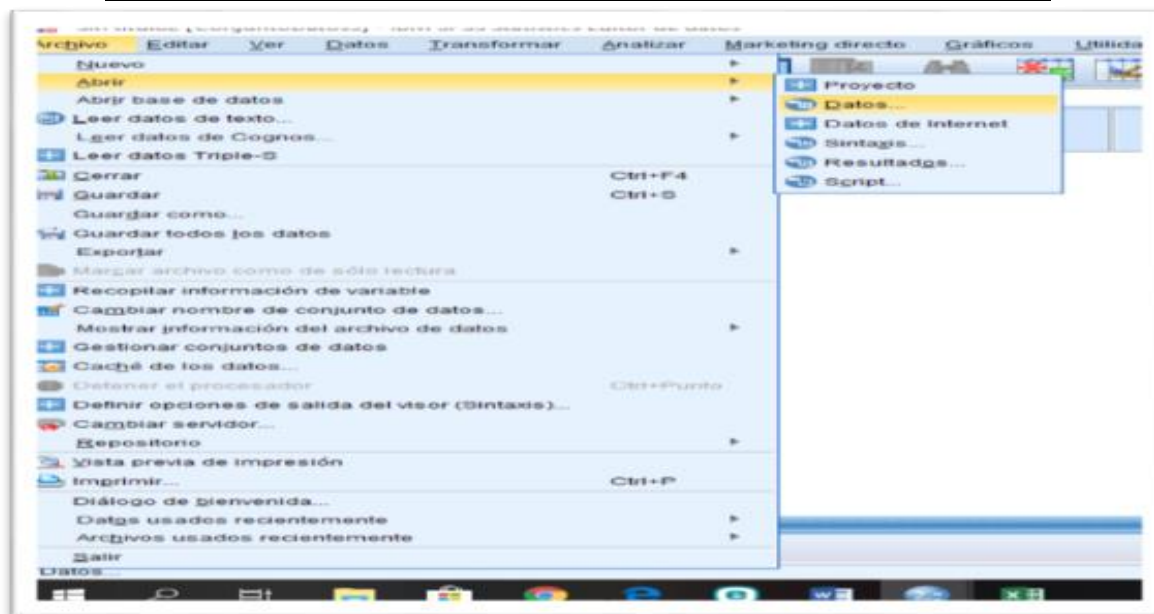 Archivo Editar Ver Datos Transformar Analizar Marketing directo Gráficos Utilida
Nuevo
Abrir
Abrir base de datos
Leer datos de texto...
Leer datos de Cognos...
Leer datos Triple-S
Cerrar Ctrl+F4
Guardar Ctrl+S
Guardar como...
Guardar todos los datos
Exportar
Marcar archivo como de sólo lectura
Recopilar información de variable
Cambiar nombre de conjunto de datos...
Mostrar información del archivo de datos
Gestionar conjuntos de datos
Caché de los datos...
Detener el procesador Ctrl+Punto
Definir opciones de salida del visor (Sintaxis)...
Cambiar servidor...
Repositorio
Vista previa de impresión
Imprimir... Ctrl+P
Diálogo de bienvenida...
Datos usados recientemente
Archivos usados recientemente
Salir
Proyecto
Datos...
Datos de Internet
Sintaxis...
Resultados...
Script...
Datos...